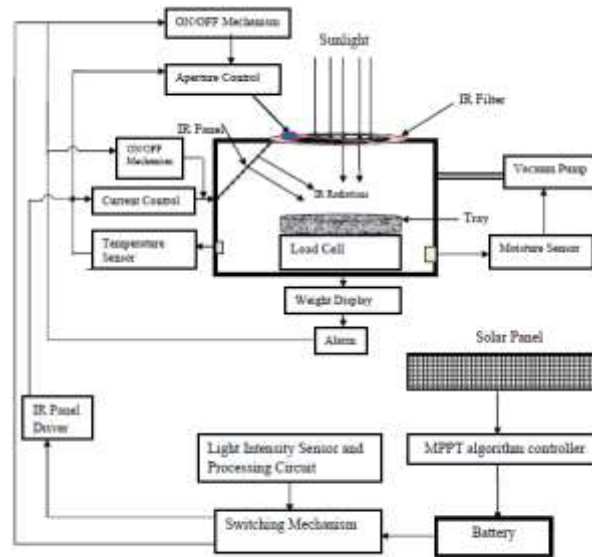 ON/OFF Mechanism
Sunlight
Aperture Control
IR Filter
IR Panel
ON/OFF
Mechanism
Vacuum Pump
IR Radiations
Current Control
Tray
Temperature
Sensor
Load Cell
Moisture Sensor
Weight Display
Alarm
Solar Panel
IR Panel
Driver
Light Intensity Sensor and
Processing Circuit
MPPT algorithm controller
Switching Mechanism
Battery